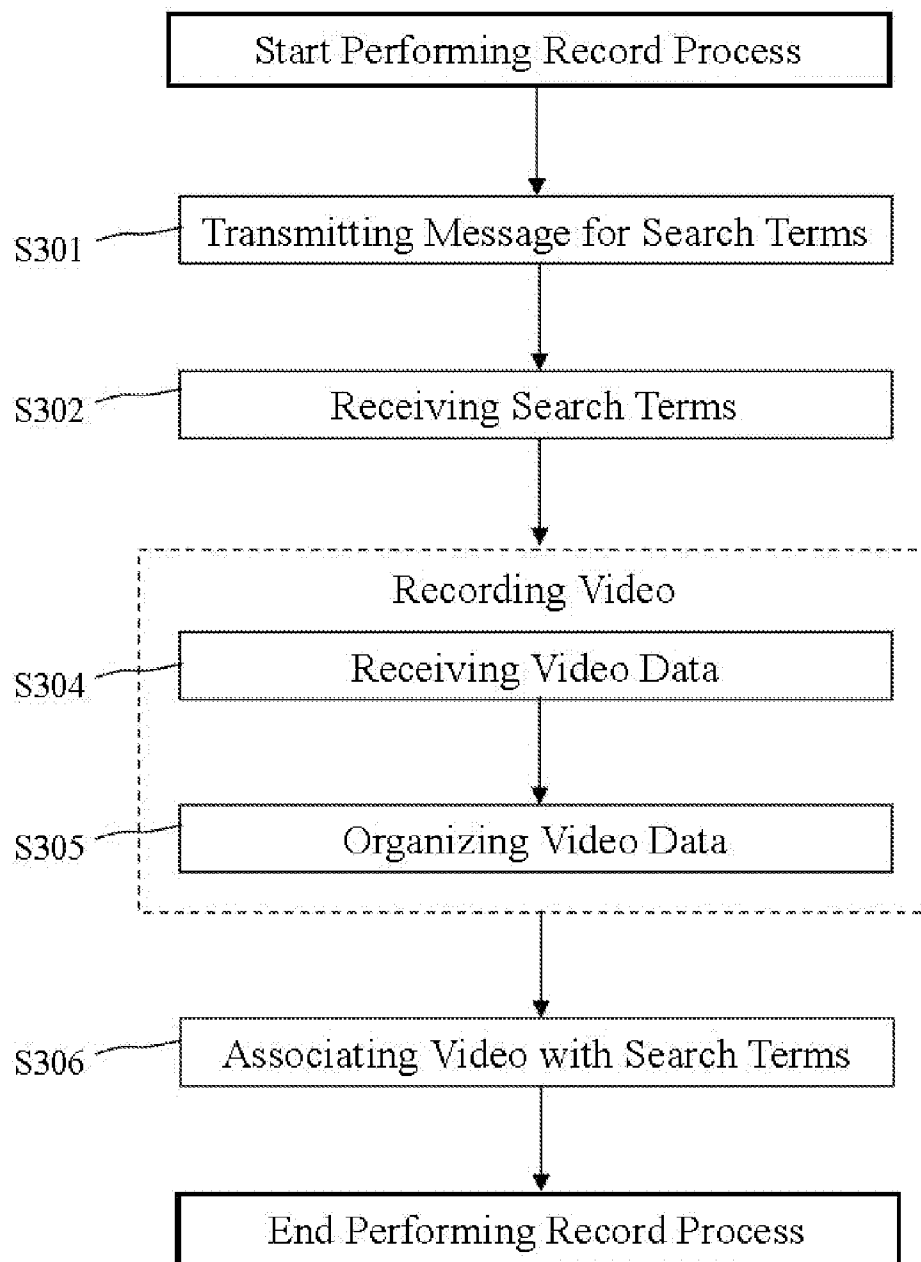 Start Performing Record Process
S301
Transmitting Message for Search Terms
S302
Receiving Search Terms
Recording Video
S304
Receiving Video Data
S305
Organizing Video Data
S306
Associating Video with Search Terms
End Performing Record Process